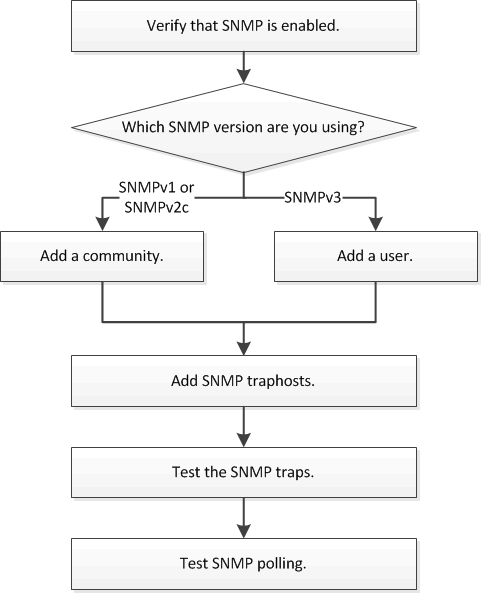 Verify that SNMP is enabled.
Which SNMP version are you using?
SNMPv1 or
SNMPv2c
SNMPv3
Add a community.
Add a user.
Add SNMP traphosts.
Test the SNMP traps.
Test SNMP polling.